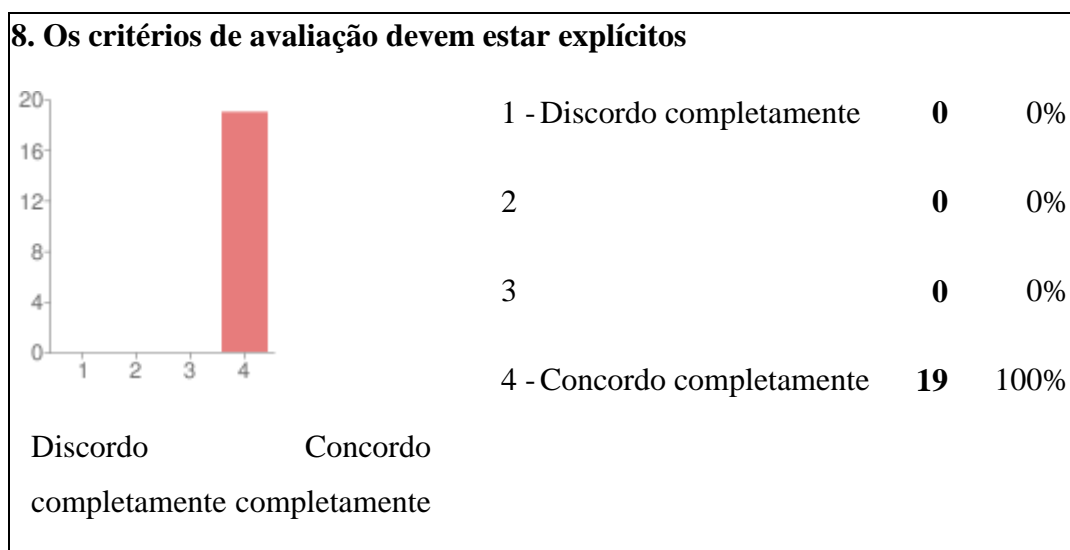 8. Os critérios de avaliação devem estar explícitos
20
16
12
8
4
0
1 2 3 4
Discordo Concordo
completamente completamente
1 - Discordo completamente 0 0%
2 0 0%
3 0 0%
4 - Concordo completamente 19 100%